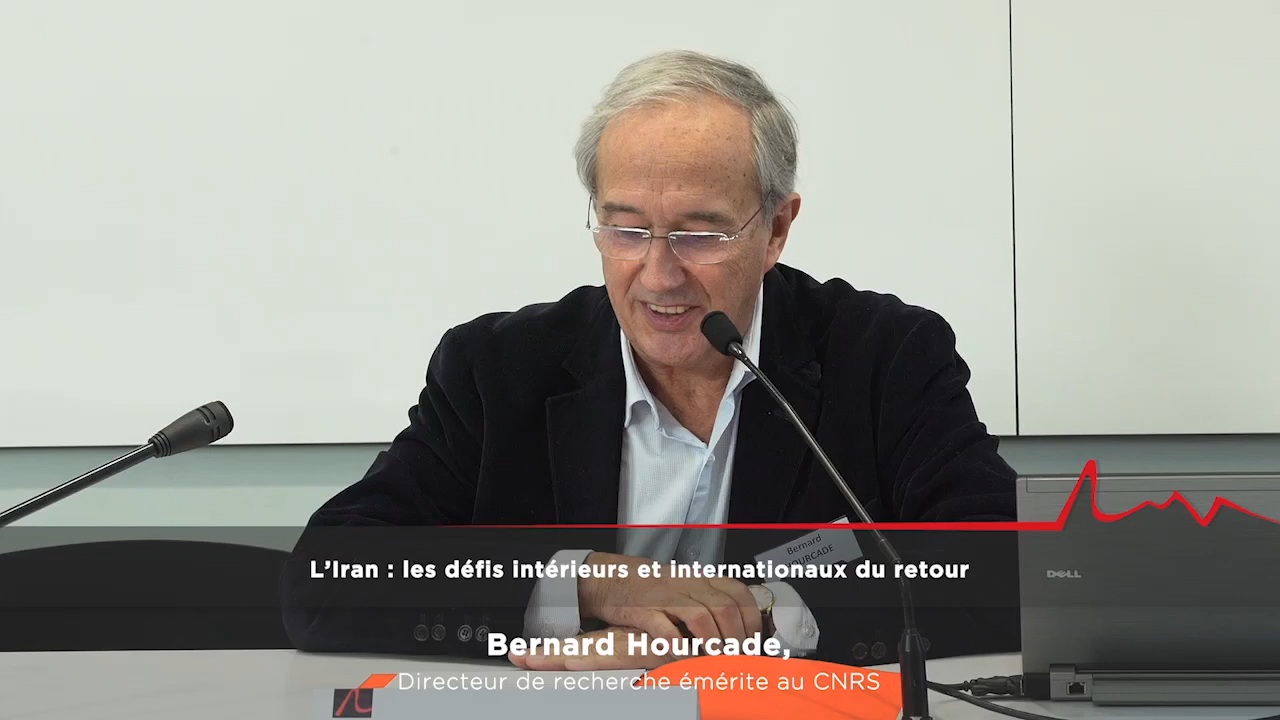 Bernard
HOURCADE
L’Iran : les défis intérieurs et internationaux du retour
DELL
Bernard Hourcade,
Directeur de recherche émérite au CNRS